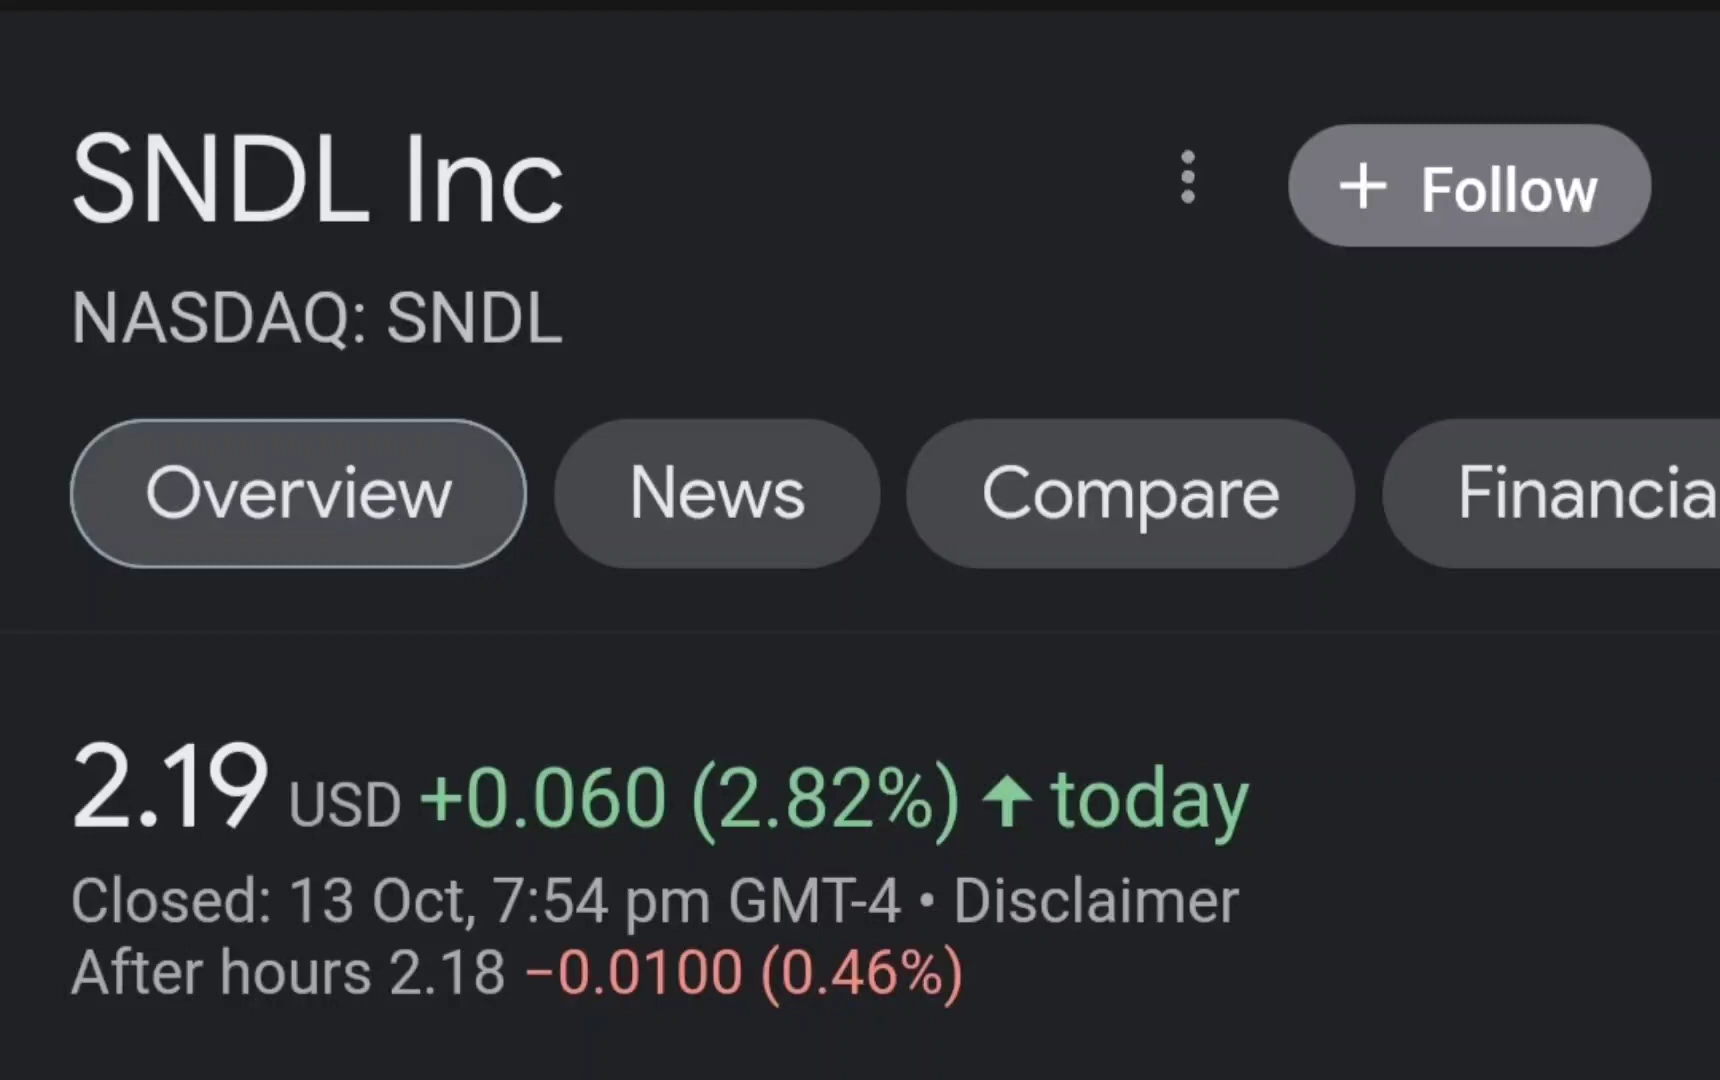 SNDL Inc
+ Follow
NASDAQ: SNDL
Overview News Compare Financia
2.19 USD +0.060 (2.82%) ↑ today
Closed: 13 Oct, 7:54 pm GMT-4 • Disclaimer
After hours 2.18 −0.0100 (0.46%)